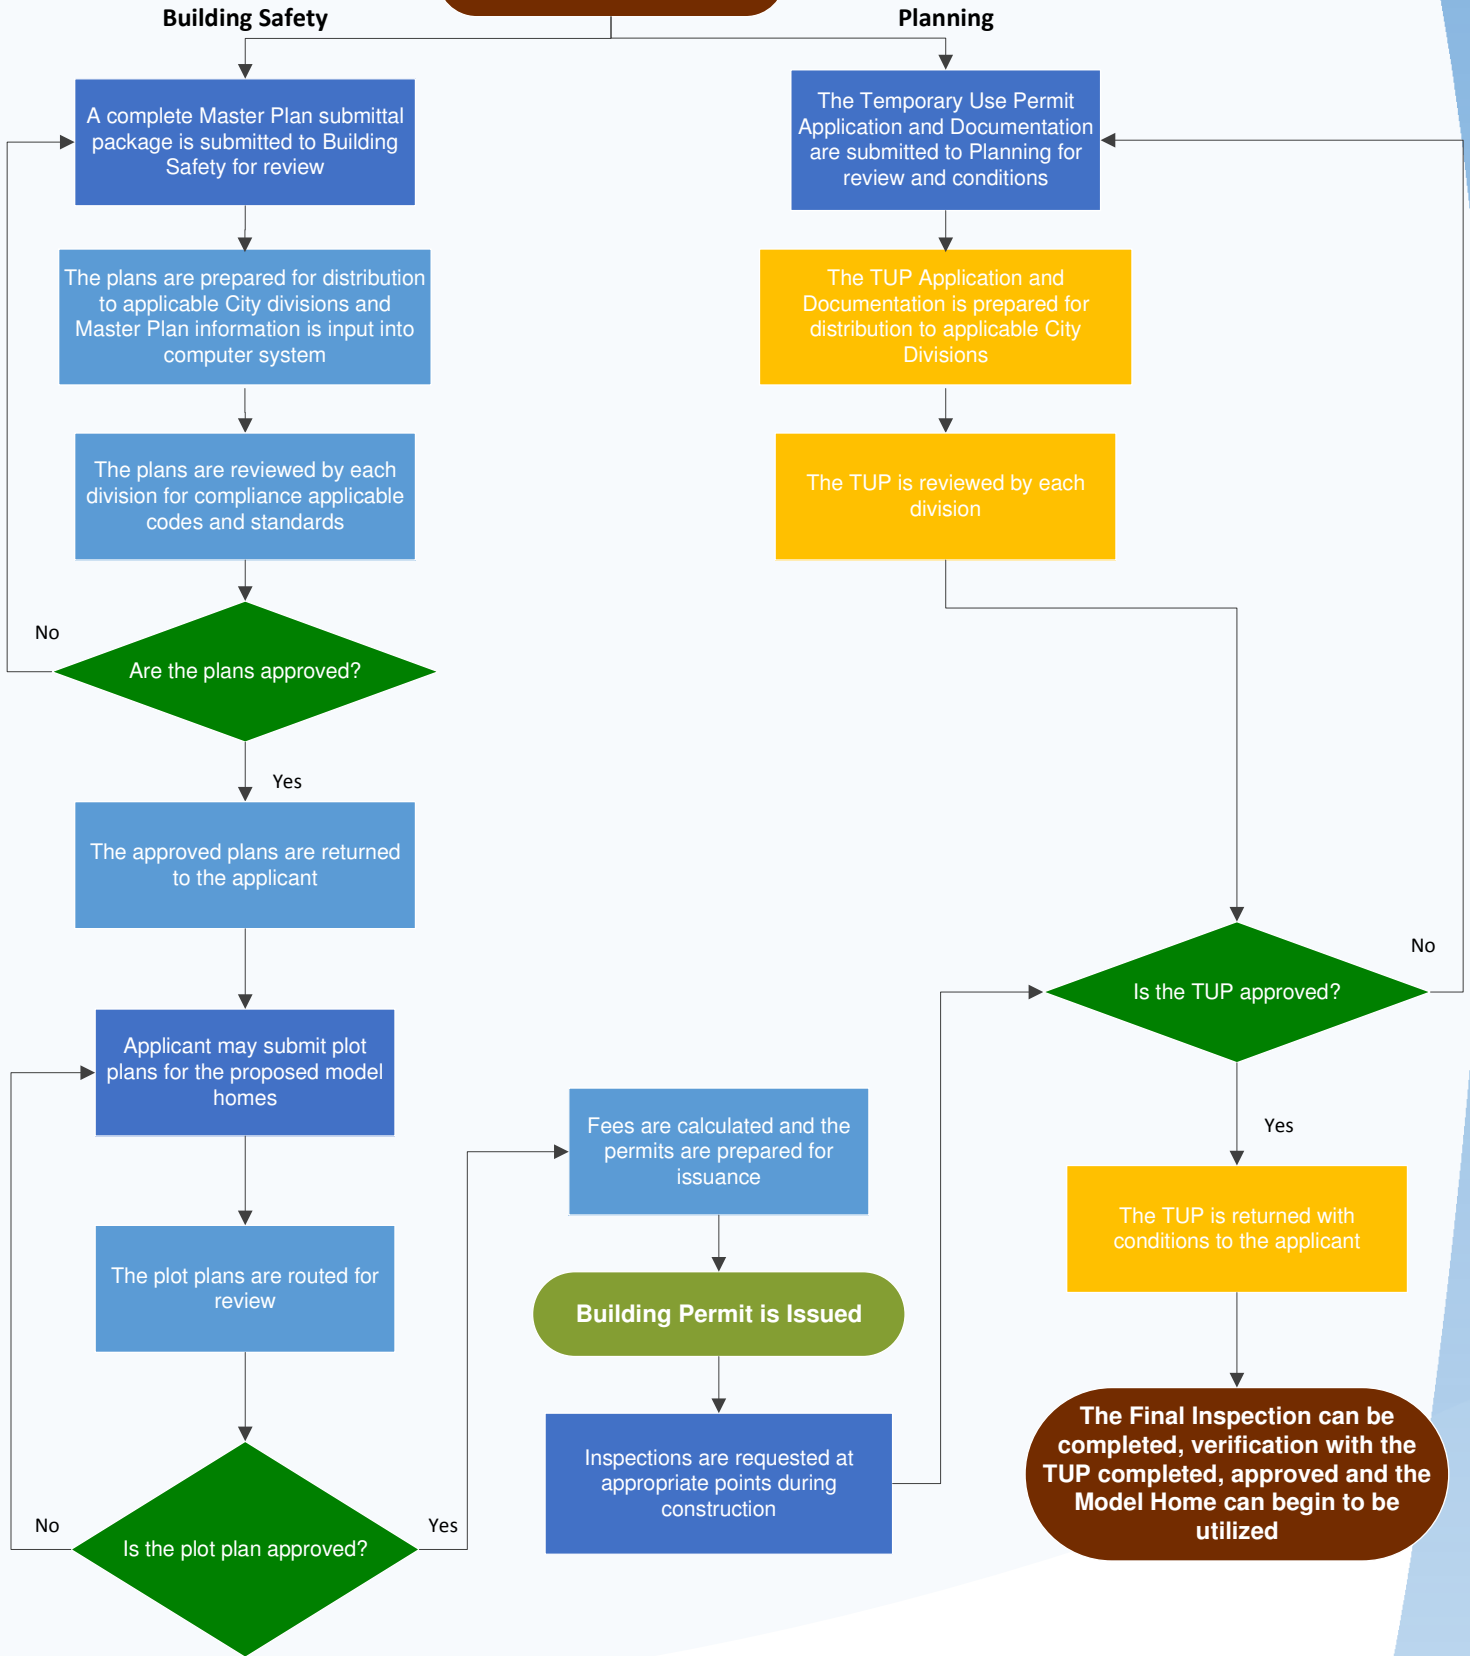 Building Safety
Planning
A complete Master Plan submittal
package is submitted to Building
Safety for review
The Temporary Use Permit
Application and Documentation
are submitted to Planning for
review and conditions
The plans are prepared for distribution
to applicable City divisions and
Master Plan information is input into
computer system
The TUP Application and
Documentation is prepared for
distribution to applicable City
Divisions
The plans are reviewed by each
division for compliance applicable
codes and standards
The TUP is reviewed by each
division
No
Are the plans approved?
Yes
The approved plans are returned
to the applicant
No
Is the TUP approved?
Applicant may submit plot
plans for the proposed model
homes
Fees are calculated and the
permits are prepared for
issuance
Yes
The TUP is returned with
conditions to the applicant
The plot plans are routed for
review
Building Permit is Issued
The Final Inspection can be
completed, verification with the
TUP completed, approved and the
Model Home can begin to be
utilized
Inspections are requested at
appropriate points during
construction
No
Is the plot plan approved?
Yes